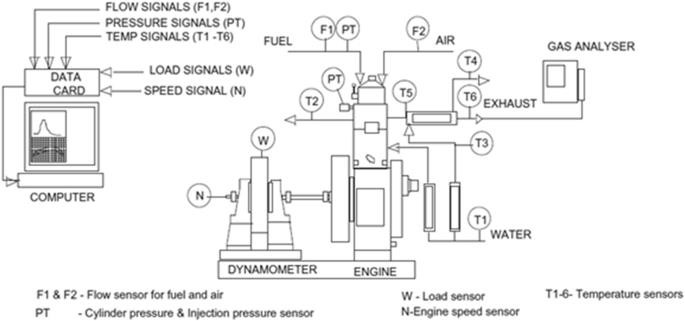 FLOW SIGNALS (F1,F2)
PRESSURE SIGNALS (PT)
TEMP SIGNALS (T1 -T6)
DATA
CARD
LOAD SIGNALS (W)
SPEED SIGNAL (N)
COMPUTER
FUEL
F1
PT
F2
AIR
PT
T2
T5
T4
T6
EXHAUST
GAS ANALYSER
T3
W
N
T1
WATER
DYNAMOMETER
ENGINE
F1 & F2 - Flow sensor for fuel and air
W - Load sensor
T1-6- Temperature sensors
PT - Cylinder pressure & Injection pressure sensor
N-Engine speed sensor